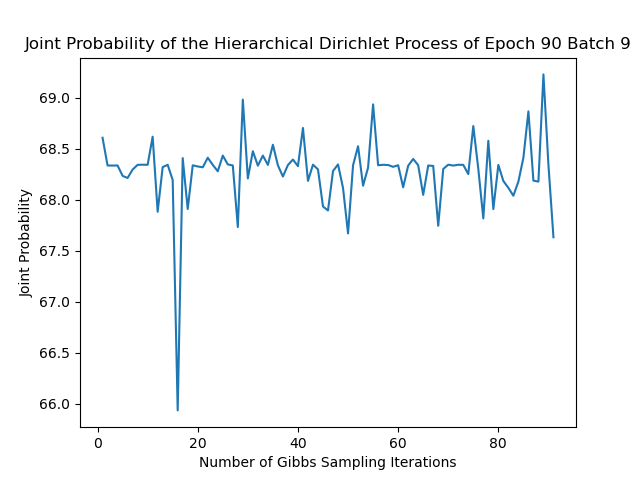 Joint Probability of the Hierarchical Dirichlet Process of Epoch 90 Batch 9
69.0
68.5
68.0
67.5
67.0
66.5
66.0
Joint Probability
0 20 40 60 80
Number of Gibbs Sampling Iterations